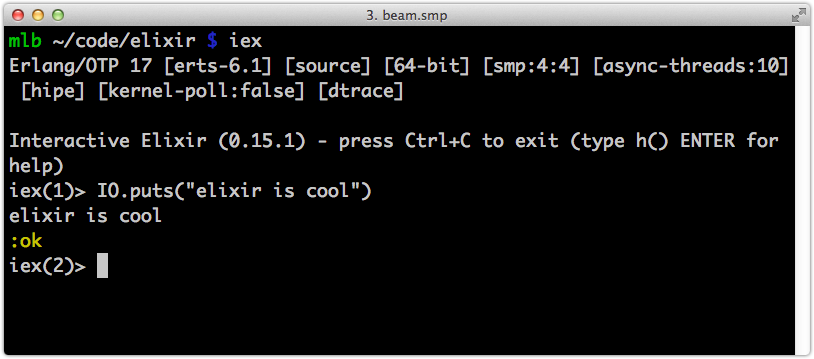 3. beam.smp
mlb ~/code/elixir $ iex
Erlang/OTP 17 [erts-6.1] [source] [64-bit] [smp:4:4] [async-threads:10]
 [hipe] [kernel-poll:false] [dtrace]
Interactive Elixir (0.15.1) - press Ctrl+C to exit (type h() ENTER for
help)
iex(1)> IO.puts("elixir is cool")
elixir is cool
:ok
iex(2)>